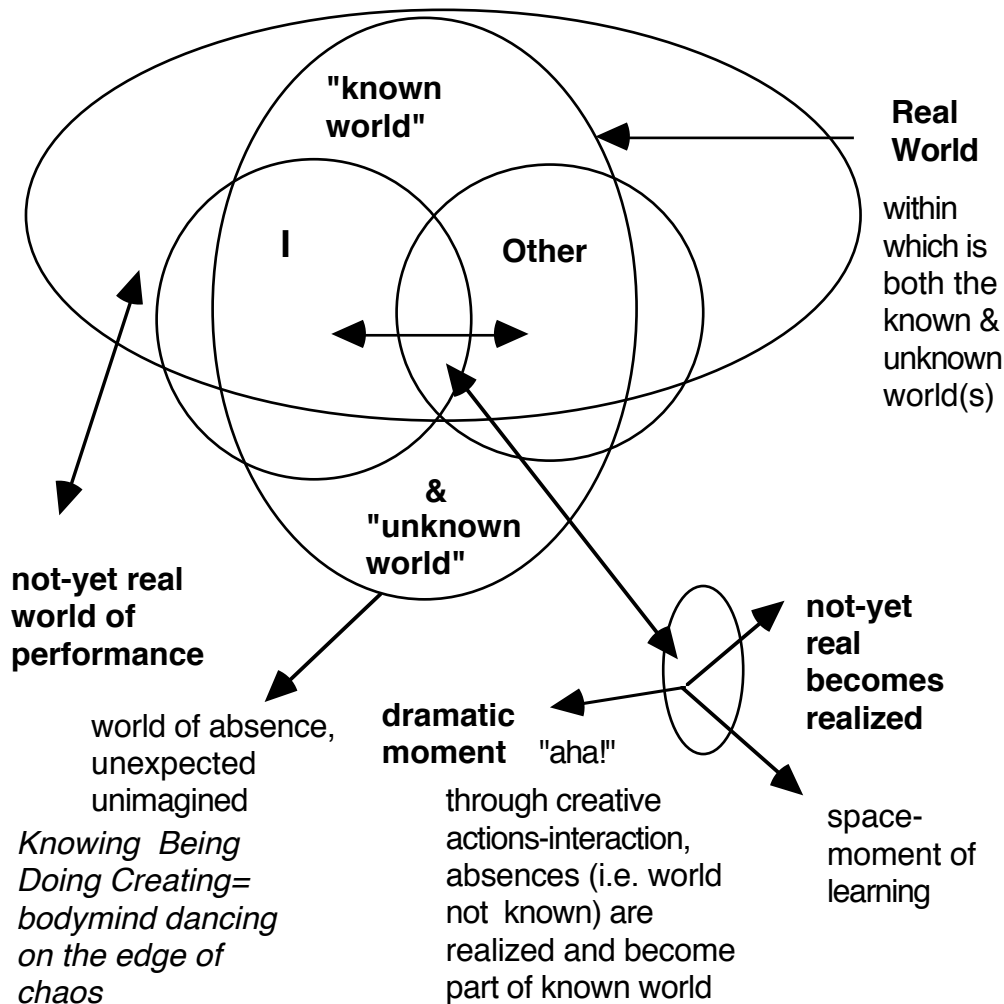 "known
world"
Real
World
within
which is
both the
known &
unknown
world(s)
I
Other
&
"unknown
world"
not-yet real
world of
performance
world of absence,
unexpected
unimagined
Knowing Being
Doing Creating=
bodymind dancing
on the edge of
chaos
dramatic
moment "aha!"
through creative
actions-interaction,
absences (i.e. world
not known) are
realized and become
part of known world
not-yet
real
becomes
realized
space-
moment of
learning